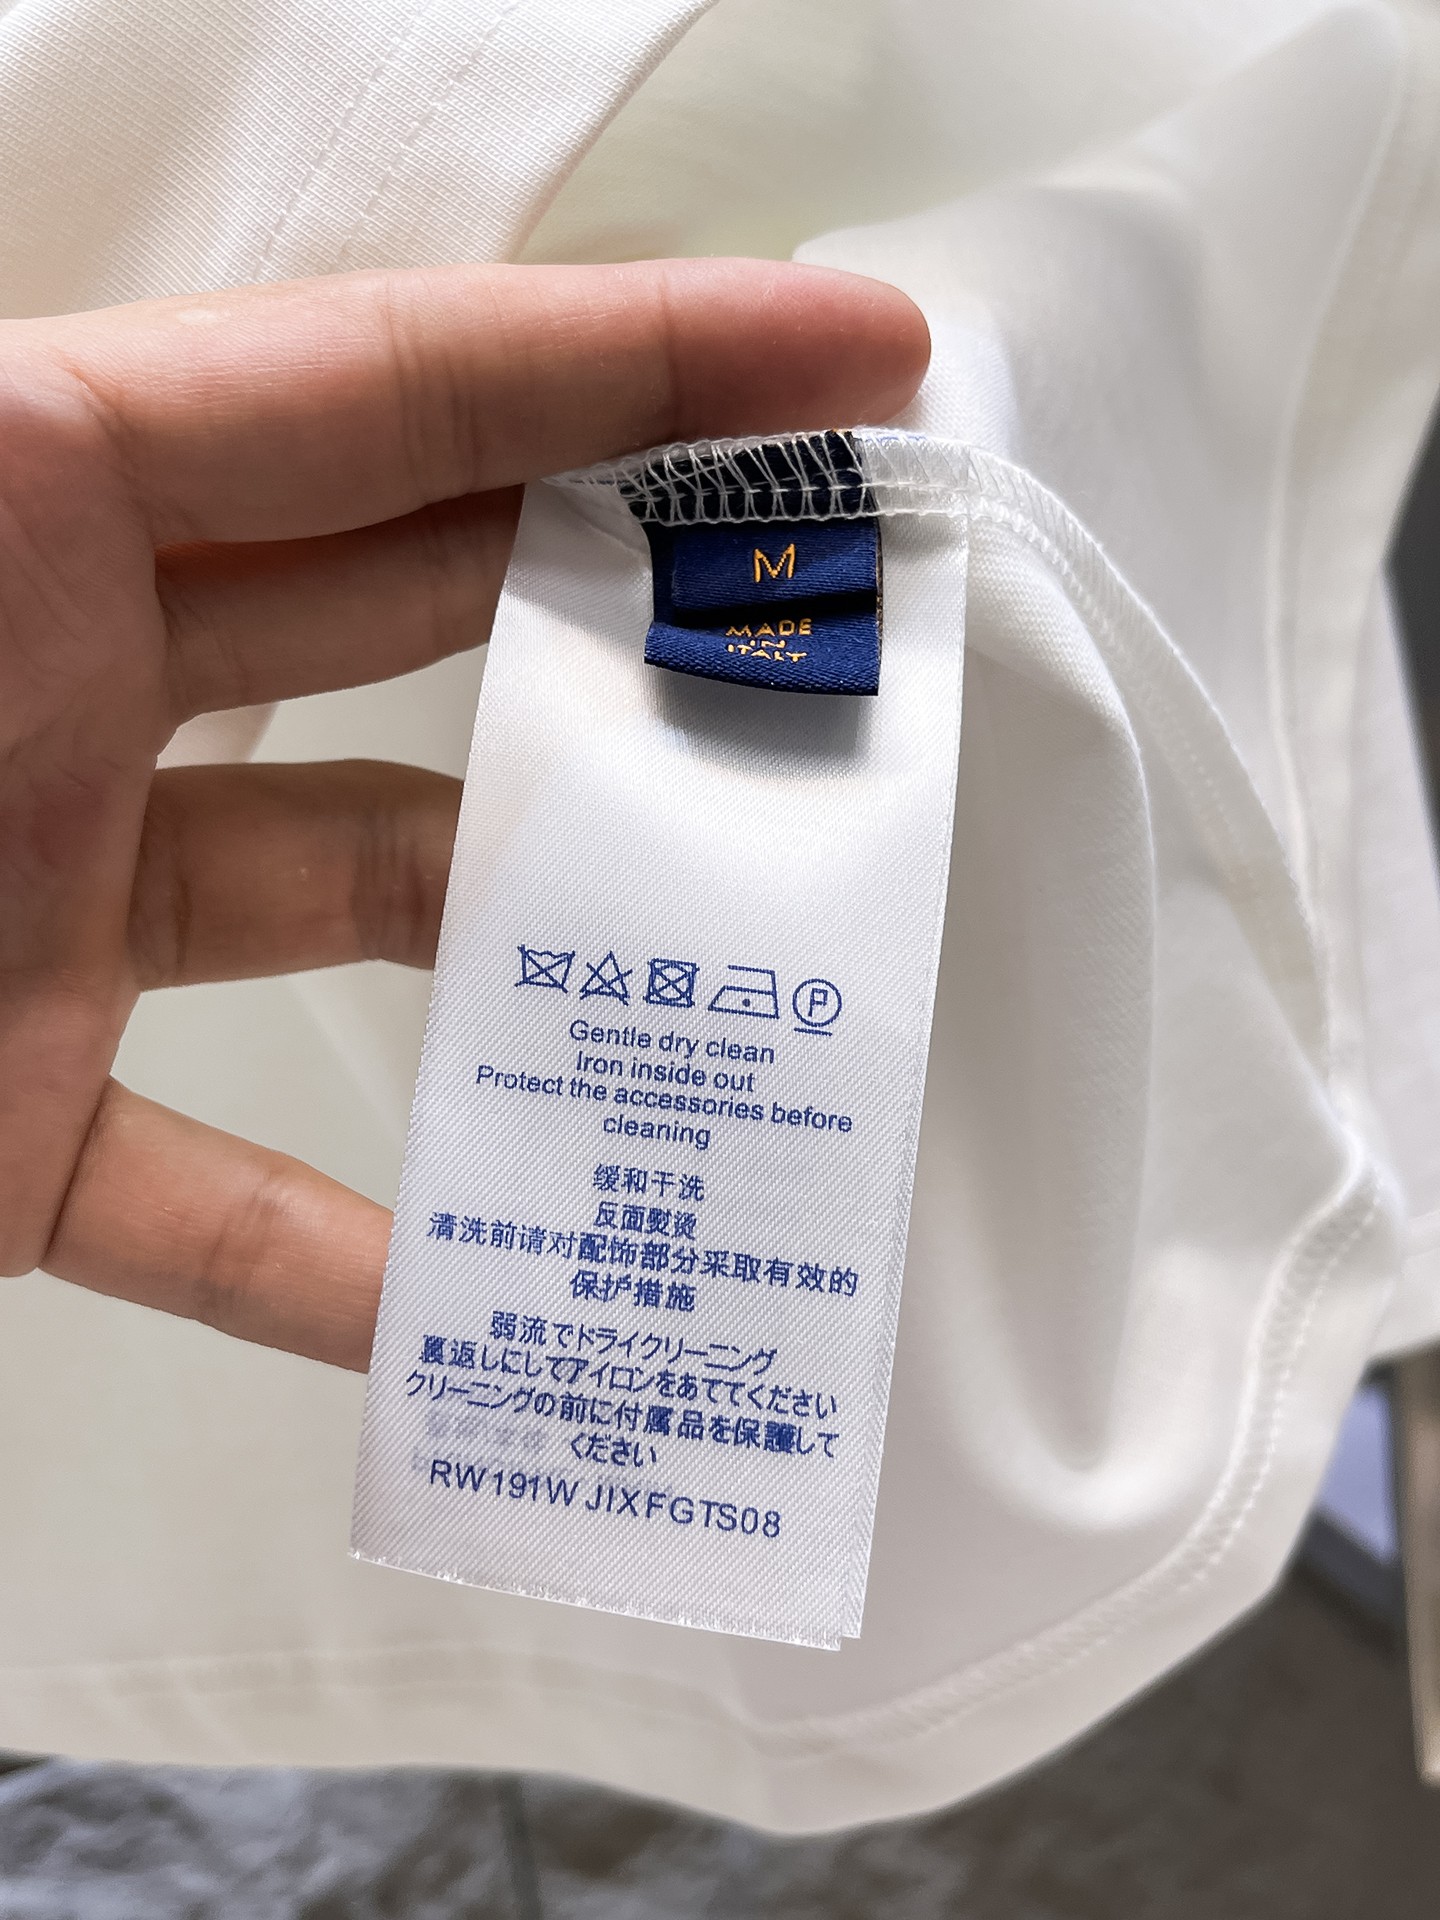 M
MADE
IN
ITALY
P
Gentle dry clean
Iron inside out
Protect the accessories before
cleaning
缓和干洗
反面熨烫
清洗前请对配饰部分采取有效的
保护措施
弱流でドライクリーニング
裏返しにしてアイロンをあててください
クリーニングの前に付属品を保護して
ください
RW191W JIXFGTS08